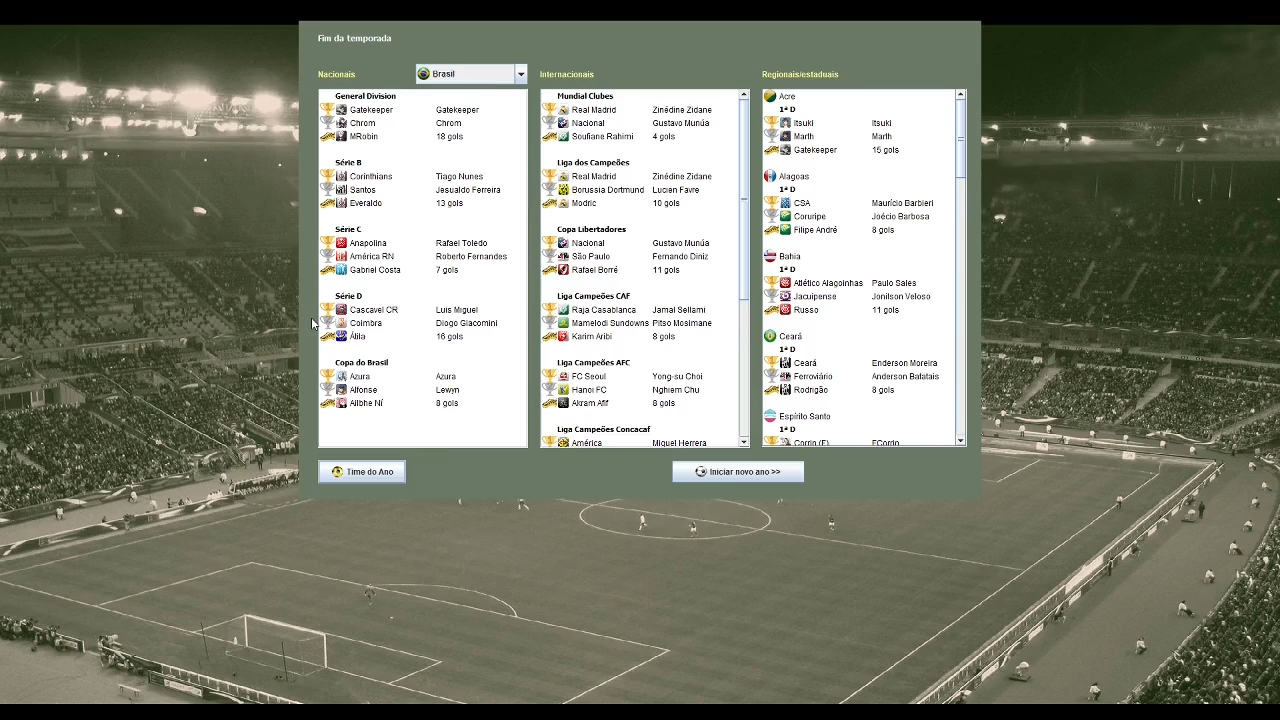 Fim da temporada
Nacionais
Brasil
General Division
Gatekeeper Gatekeeper
Chrom Chrom
MRobin 18 gols
Série B
Corinthians Tiago Nunes
Santos Jesualdo Ferreira
Everaldo 13 gols
Série C
Anapolina Rafael Toledo
América RN Roberto Fernandes
Gabriel Costa 7 gols
Série D
Cascavel CR Luis Miguel
Coimbra Diogo Giacomini
Átila 16 gols
Copa do Brasil
Azura Azura
Alfonse Lewyn
Ailbhe Ní 8 gols
Time do Ano
Internacionais
Mundial Clubes
Real Madrid Zinédine Zidane
Nacional Gustavo Munúa
Soufiane Rahimi 4 gols
Liga dos Campeões
Real Madrid Zinédine Zidane
Borussia Dortmund Lucien Favre
Modric 10 gols
Copa Libertadores
Nacional Gustavo Munúa
São Paulo Fernando Diniz
Rafael Borré 11 gols
Liga Campeões CAF
Raja Casablanca Jamal Sellami
Mamelodi Sundowns Pitso Mosimane
Karim Aribi 8 gols
Liga Campeões AFC
FC Seoul Yong-su Choi
Hanoi FC Nghiem Chu
Akram Afif 8 gols
Liga Campeões Concacaf
América Miguel Herrera
Iniciar novo ano >>
Regionais/estaduais
Acre
1ª D
Itsuki Itsuki
Marth Marth
Gatekeeper 15 gols
Alagoas
1ª D
CSA Maurício Barbieri
Coruripe Joécio Barbosa
Filipe André 8 gols
Bahia
1ª D
Atlético Alagoinhas Paulo Sales
Jacuipense Jonilson Veloso
Russo 11 gols
Ceará
1ª D
Ceará Enderson Moreira
Ferroviário Anderson Batatais
Rodrigão 8 gols
Espírito Santo
1ª D
Corrin (F) FCorrin